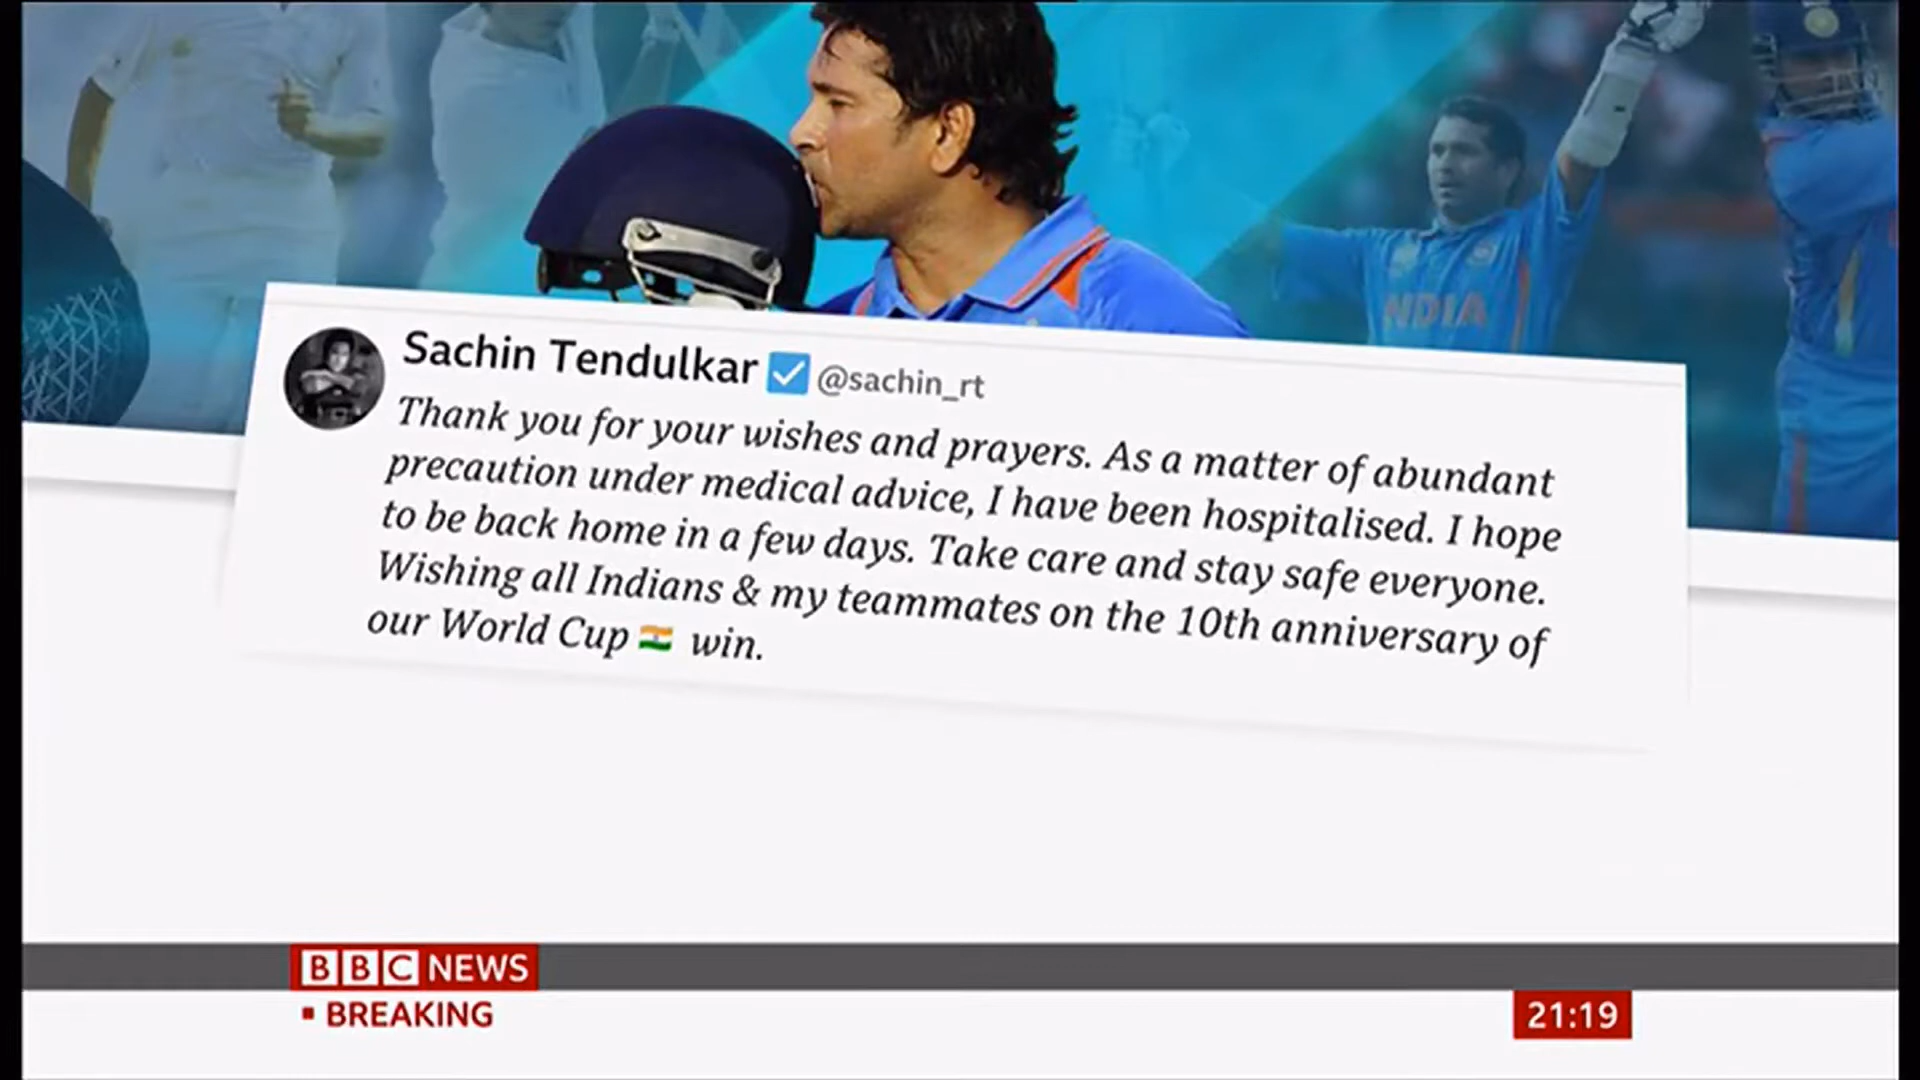 INDIA
Sachin Tendulkar @sachin_rt
Thank you for your wishes and prayers. As a matter of abundant
precaution under medical advice, I have been hospitalised. I hope
to be back home in a few days. Take care and stay safe everyone.
Wishing all Indians & my teammates on the 10th anniversary of
our World Cup 🇮🇳 win.
BBC NEWS
BREAKING
21:19